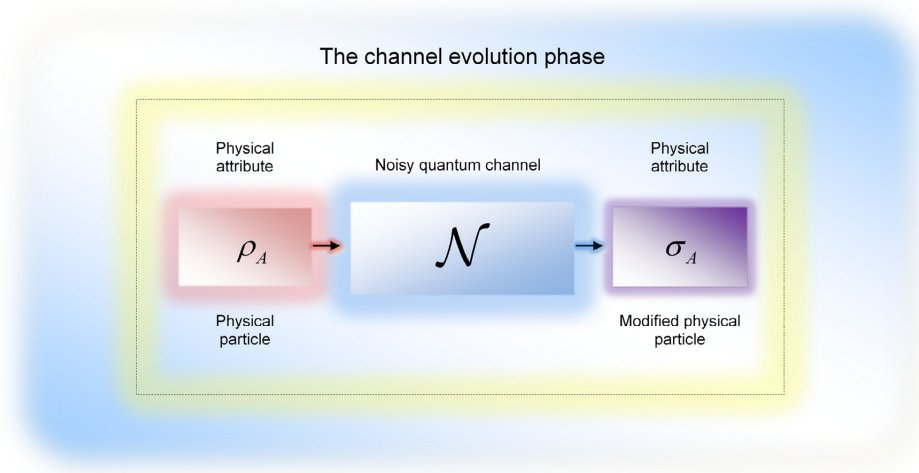 The channel evolution phase
Physical
attribute
Noisy quantum channel
Physical
attribute
ρ_A
𝒩
σ_A
Physical
particle
Modified physical
particle